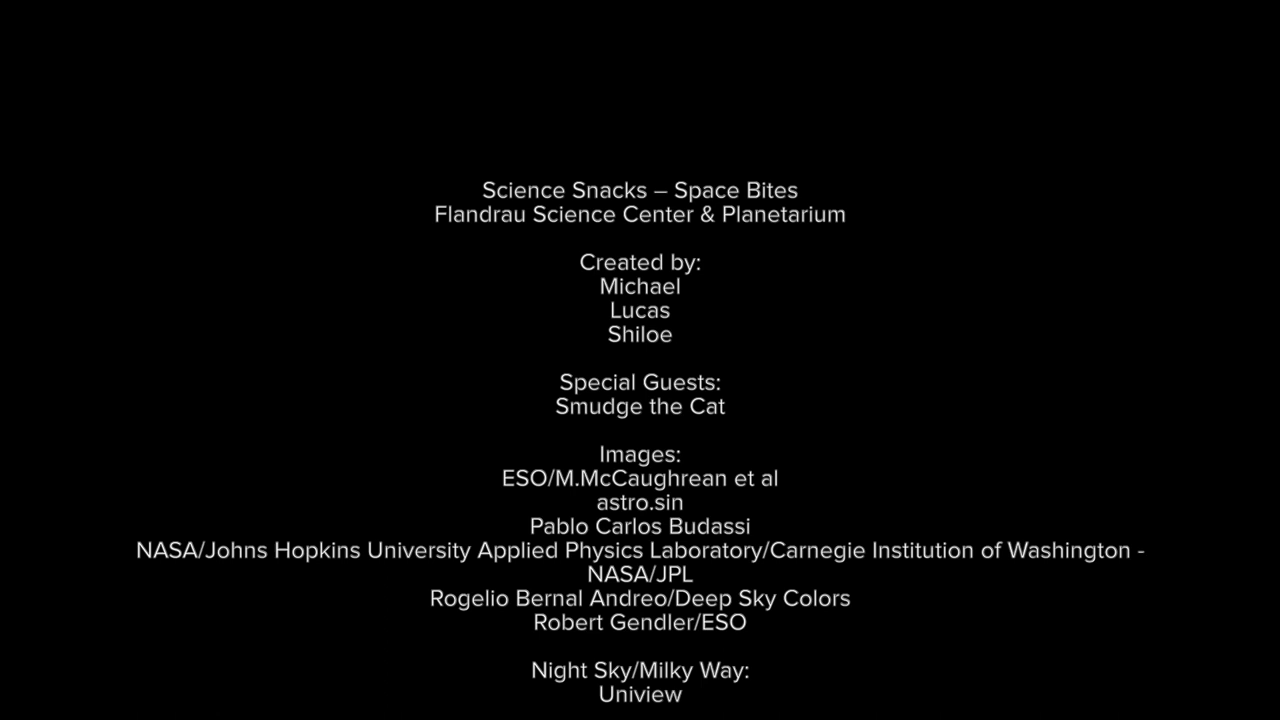 Science Snacks – Space Bites
Flandrau Science Center & Planetarium
Created by:
Michael
Lucas
Shiloe
Special Guests:
Smudge the Cat
Images:
ESO/M.McCaughrean et al
astro.sin
Pablo Carlos Budassi
NASA/Johns Hopkins University Applied Physics Laboratory/Carnegie Institution of Washington -
NASA/JPL
Rogelio Bernal Andreo/Deep Sky Colors
Robert Gendler/ESO
Night Sky/Milky Way:
Uniview